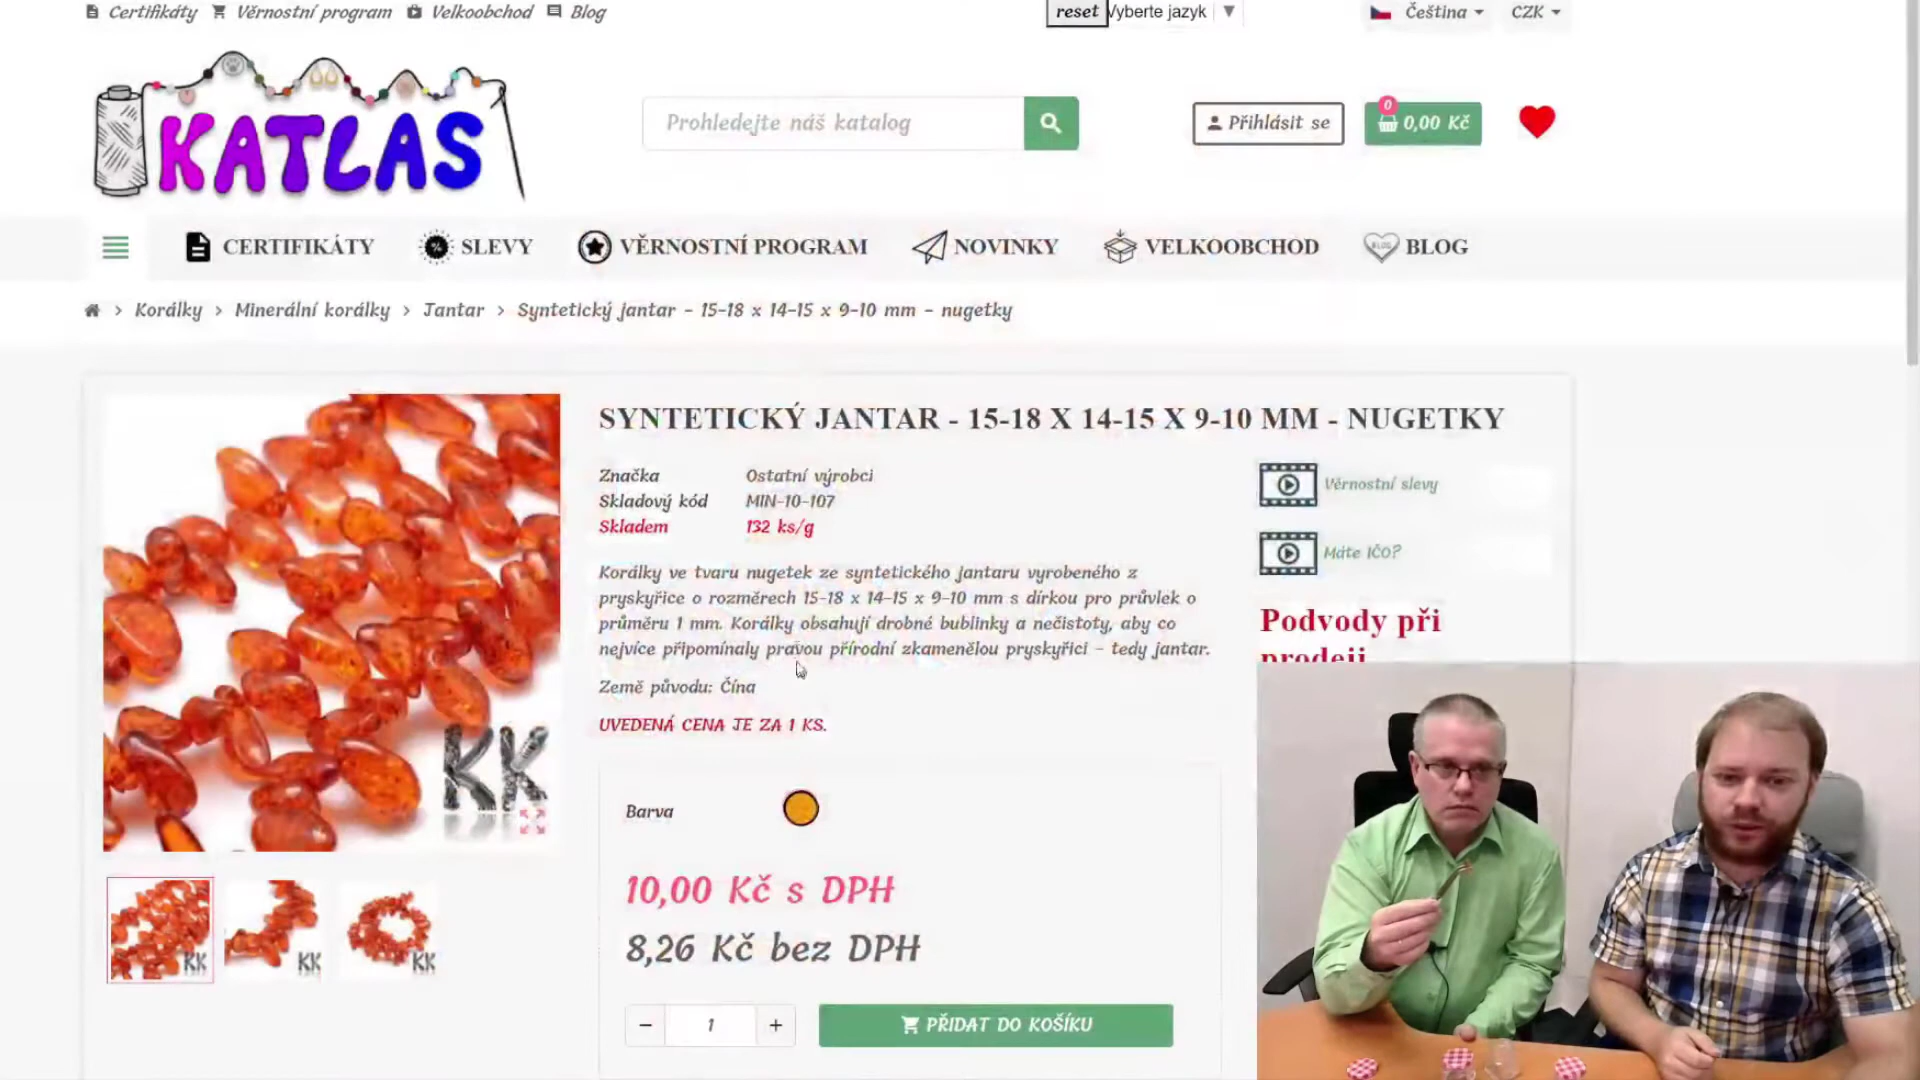 Certifikáty Věrnostní program Velkoobchod Blog
reset Vyberte jazyk ▼
Čeština CZK
KATLAS
Prohledejte náš katalog
Přihlásit se
0
0,00 Kč
CERTIFIKÁTY SLEVY VĚRNOSTNÍ PROGRAM NOVINKY VELKOOBCHOD BLOG
Korálky > Minerální korálky > Jantar > Syntetický jantar - 15-18 x 14-15 x 9-10 mm - nugetky
SYNTETICKÝ JANTAR - 15-18 X 14-15 X 9-10 MM - NUGETKY
Značka Ostatní výrobci
Skladový kód MIN-10-107
Skladem 132 ks/g
Korálky ve tvaru nugetek ze syntetického jantaru vyrobeného z
pryskyřice o rozměrech 15-18 x 14-15 x 9-10 mm s dírkou pro průvlek o
průměru 1 mm. Korálky obsahují drobné bublinky a nečistoty, aby co
nejvíce připomínaly pravou přírodní zkamenělou pryskyřici - tedy jantar.
Země původu: Čína
UVEDENÁ CENA JE ZA 1 KS.
Věrnostní slevy
Máte IČO?
Podvody při
prodeji
KK
KK
KK
KK
Barva
10,00 Kč s DPH
8,26 Kč bez DPH
− 1 +
PŘIDAT DO KOŠÍKU